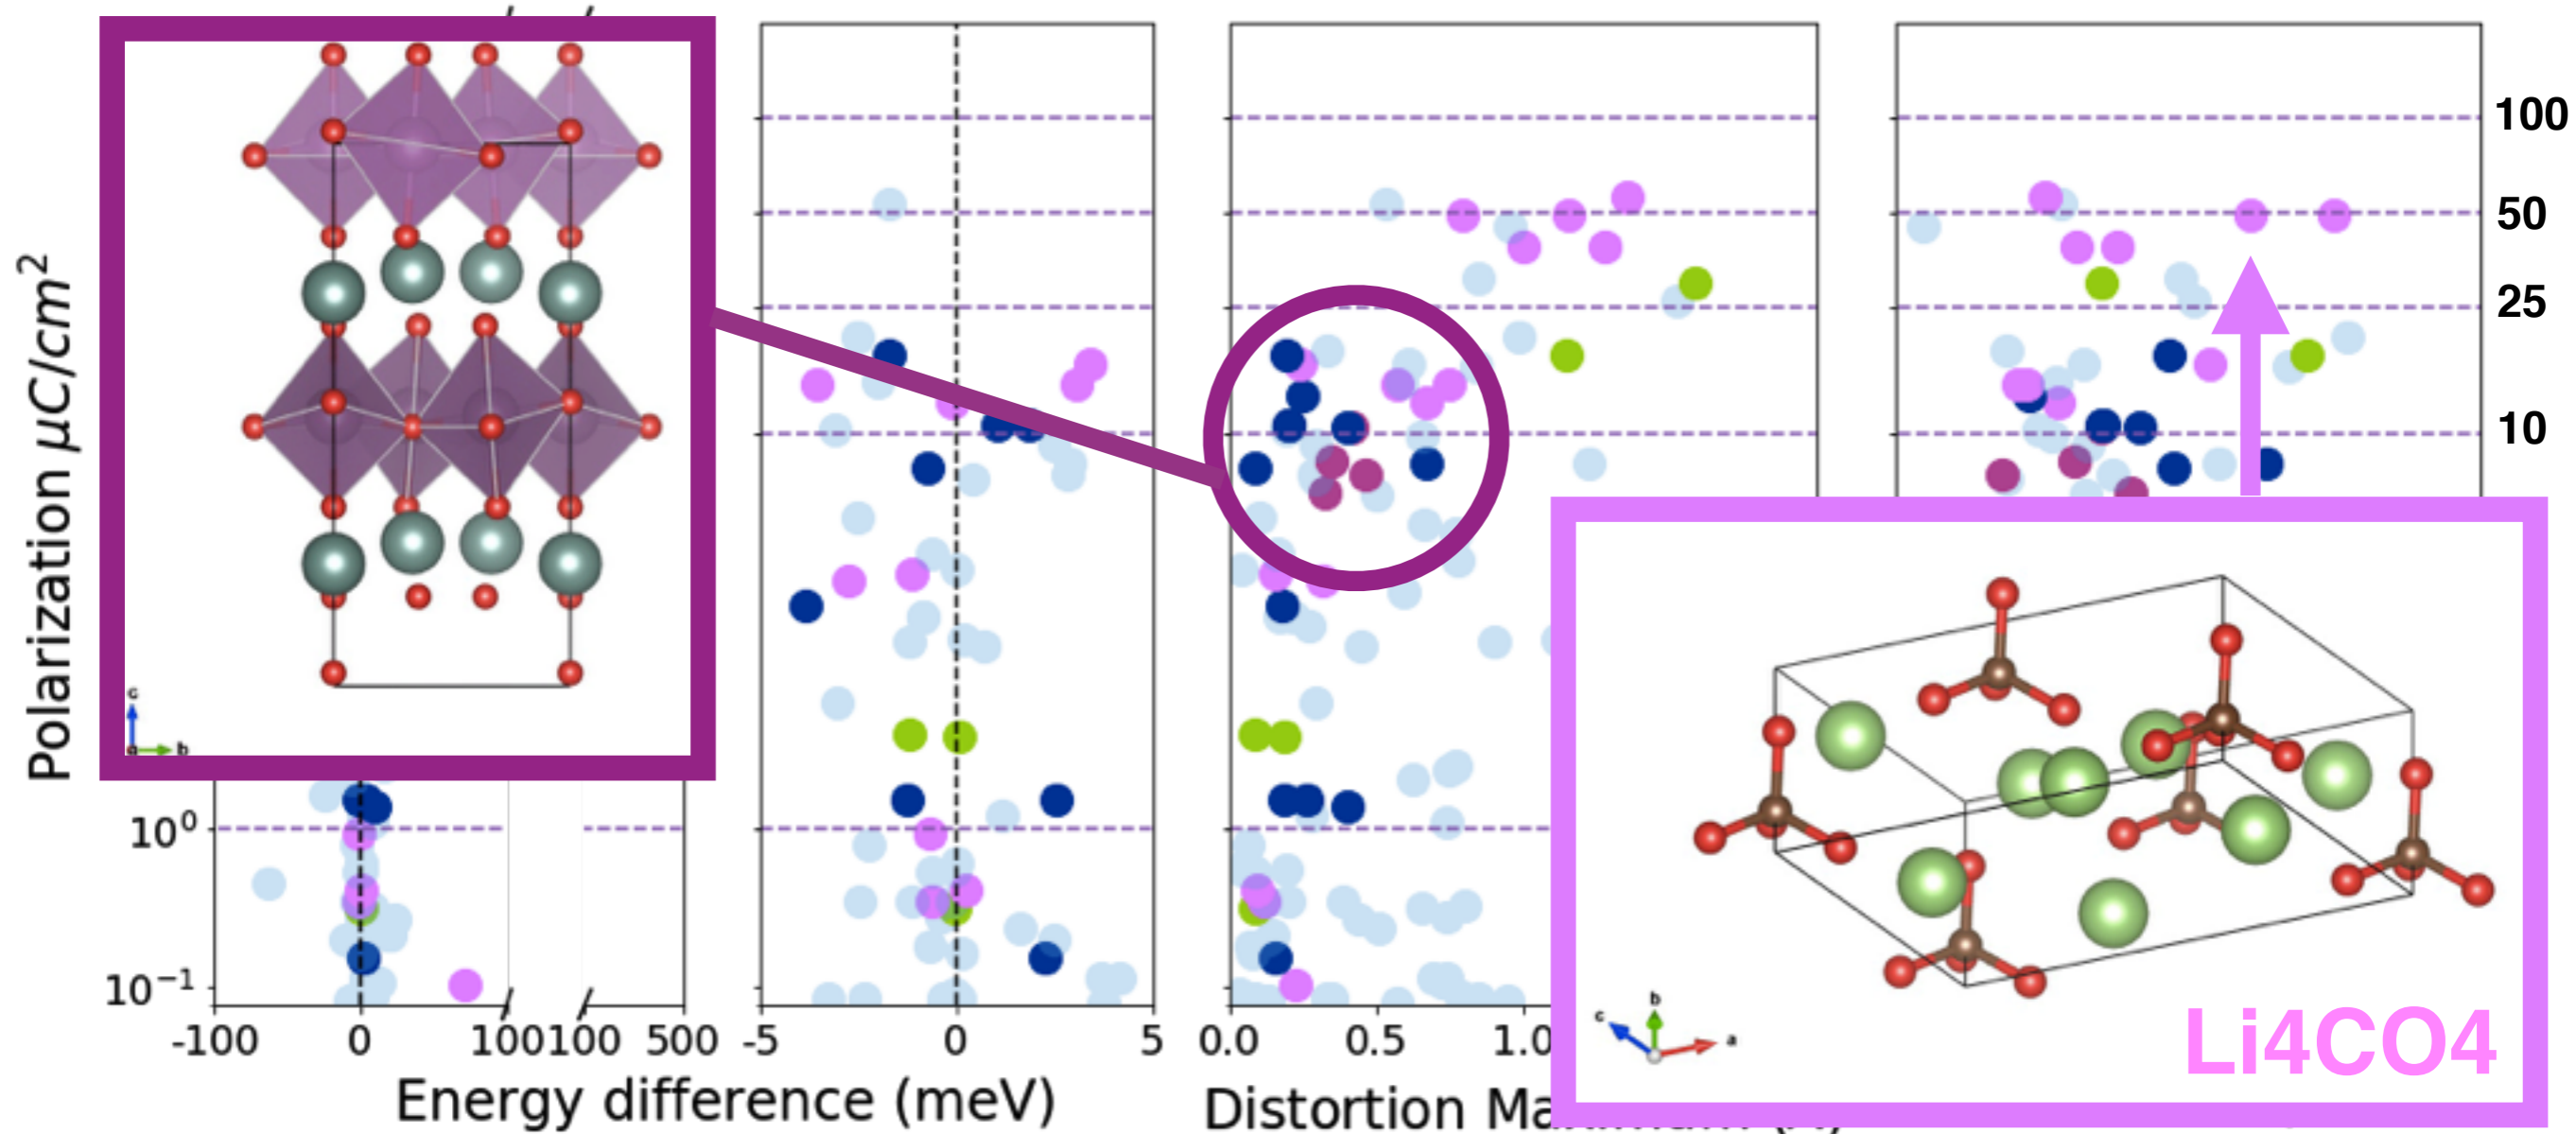 Polarization μC/cm²
10⁰
10⁻¹
-100 0 100 100 500
-5 0 5
0.0 0.5 1.0
Energy difference (meV)
Distortion
100
50
25
10
c
b
b
c
a
Li4CO4